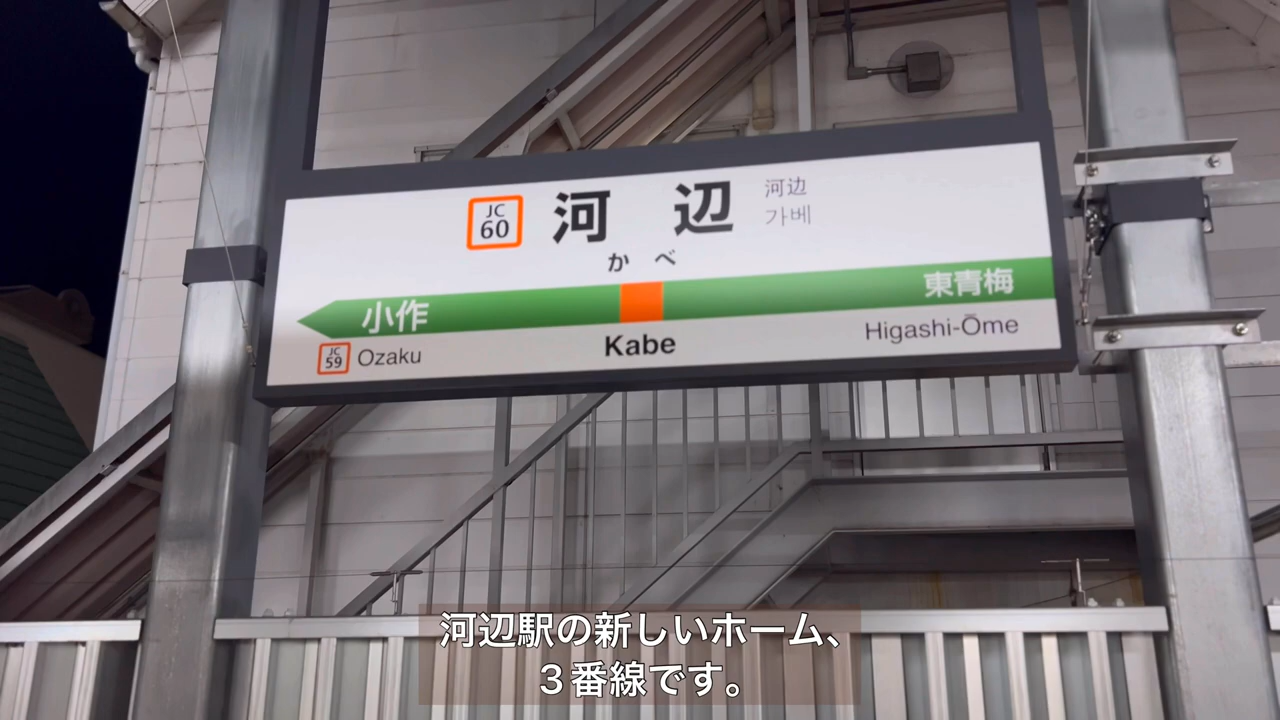 JC
60
河辺
河边
가베
かべ
小作
東青梅
JC
59
Ozaku
Kabe
Higashi-Ōme
河辺駅の新しいホーム、
３番線です。